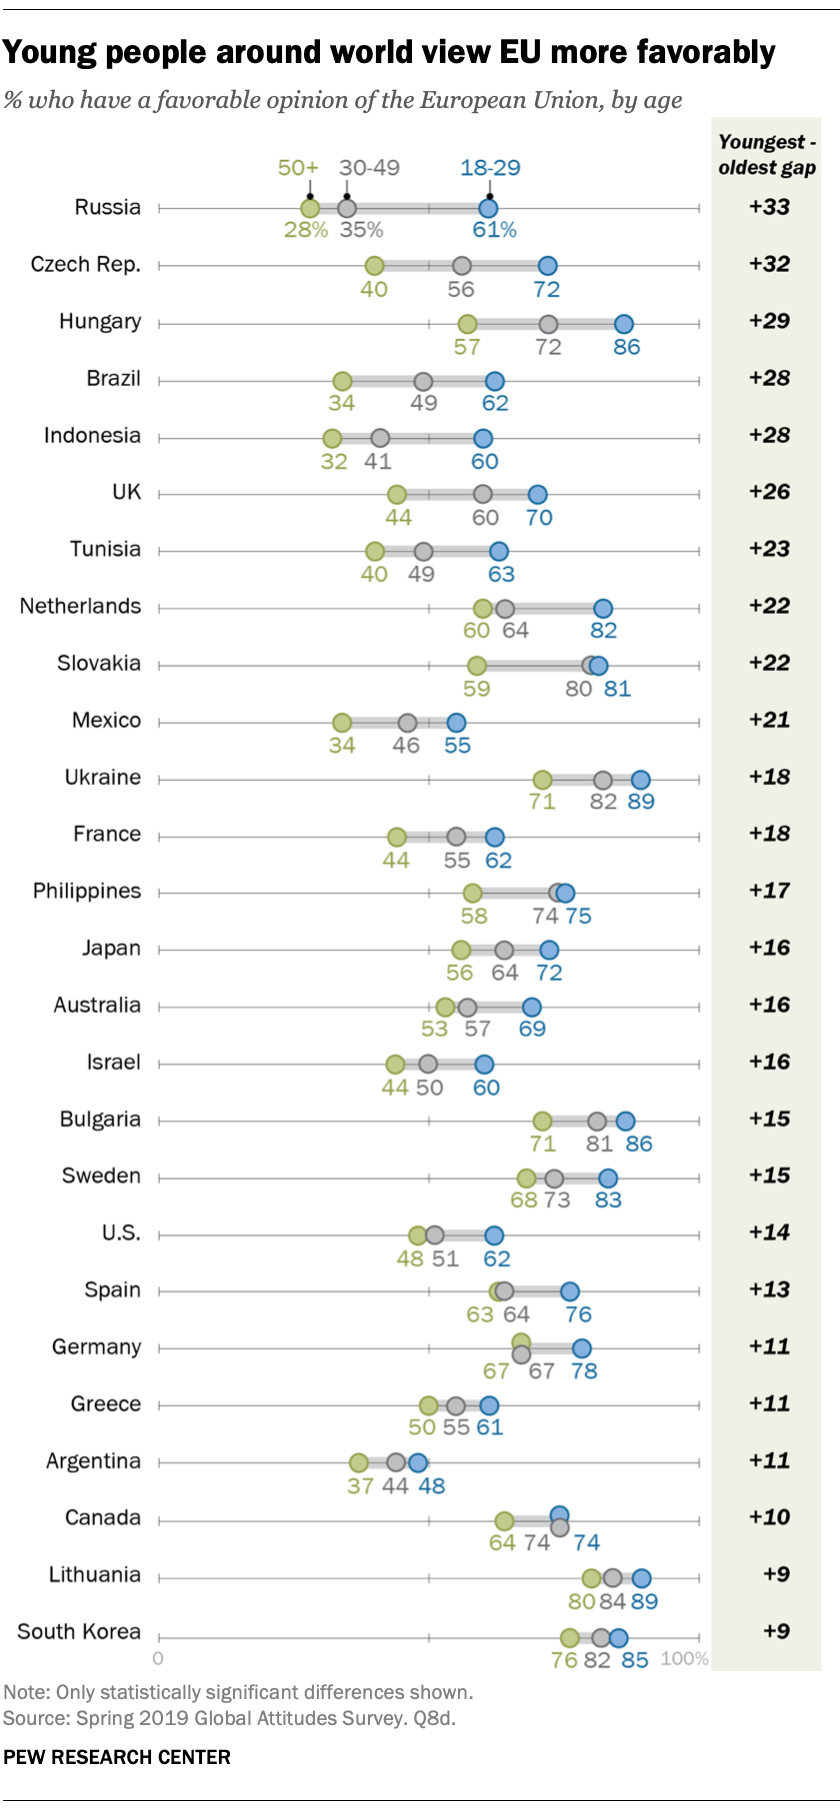 Young people around world view EU more favorably
% who have a favorable opinion of the European Union, by age
Youngest -
oldest gap
50+ 30-49 18-29
Russia +33
28% 35% 61%
Czech Rep. +32
40 56 72
Hungary +29
57 72 86
Brazil +28
34 49 62
Indonesia +28
32 41 60
UK +26
44 60 70
Tunisia +23
40 49 63
Netherlands +22
60 64 82
Slovakia +22
59 80 81
Mexico +21
34 46 55
Ukraine +18
71 82 89
France +18
44 55 62
Philippines +17
58 74 75
Japan +16
56 64 72
Australia +16
53 57 69
Israel +16
44 50 60
Bulgaria +15
71 81 86
Sweden +15
68 73 83
U.S. +14
48 51 62
Spain +13
63 64 76
Germany +11
67 67 78
Greece +11
50 55 61
Argentina +11
37 44 48
Canada +10
64 74 74
Lithuania +9
80 84 89
South Korea +9
0 76 82 85 100%
Note: Only statistically significant differences shown.
Source: Spring 2019 Global Attitudes Survey. Q8d.
PEW RESEARCH CENTER